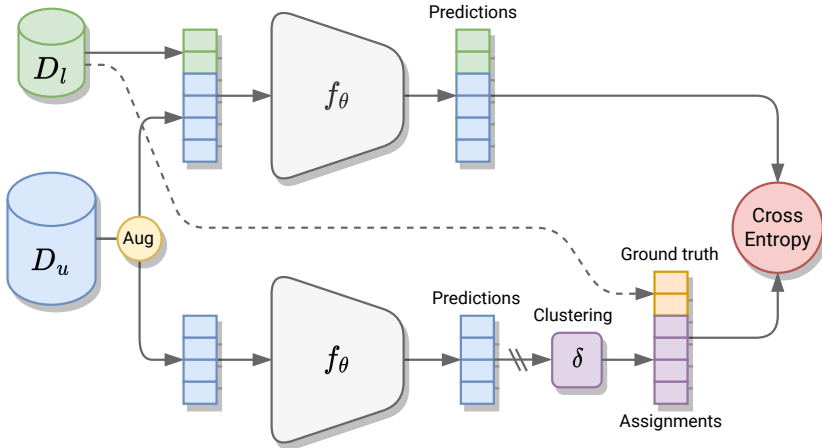 Predictions
D_l
f_θ
Cross
Entropy
Aug
D_u
Ground truth
Predictions
Clustering
f_θ
δ
Assignments